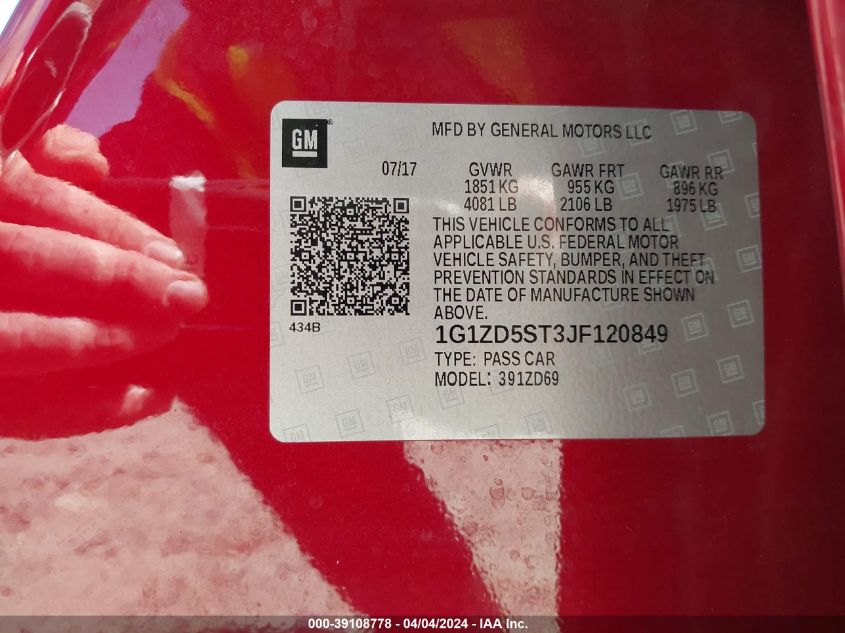 GM
MFD BY GENERAL MOTORS LLC
07/17 GVWR GAWR FRT GAWR RR
1851 KG 955 KG 896 KG
4081 LB 2106 LB 1975 LB
THIS VEHICLE CONFORMS TO ALL
APPLICABLE U.S. FEDERAL MOTOR
VEHICLE SAFETY, BUMPER, AND THEFT
PREVENTION STANDARDS IN EFFECT ON
THE DATE OF MANUFACTURE SHOWN
ABOVE.
434B
1G1ZD5ST3JF120849
TYPE: PASS CAR
MODEL: 391ZD69
000-39108778 - 04/04/2024 - IAA, Inc.